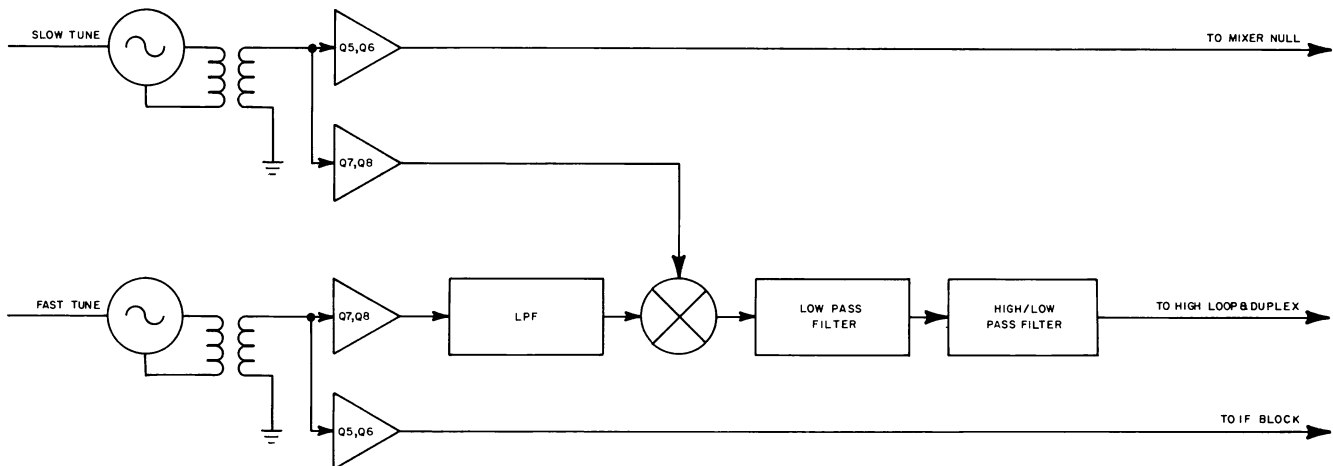 SLOW TUNE
Q5,Q6
TO MIXER NULL
Q7,Q8
FAST TUNE
Q7,Q8
LPF
LOW PASS
FILTER
HIGH/LOW
PASS FILTER
TO HIGH LOOP&DUPLEX
Q5,Q6
TO IF BLOCK